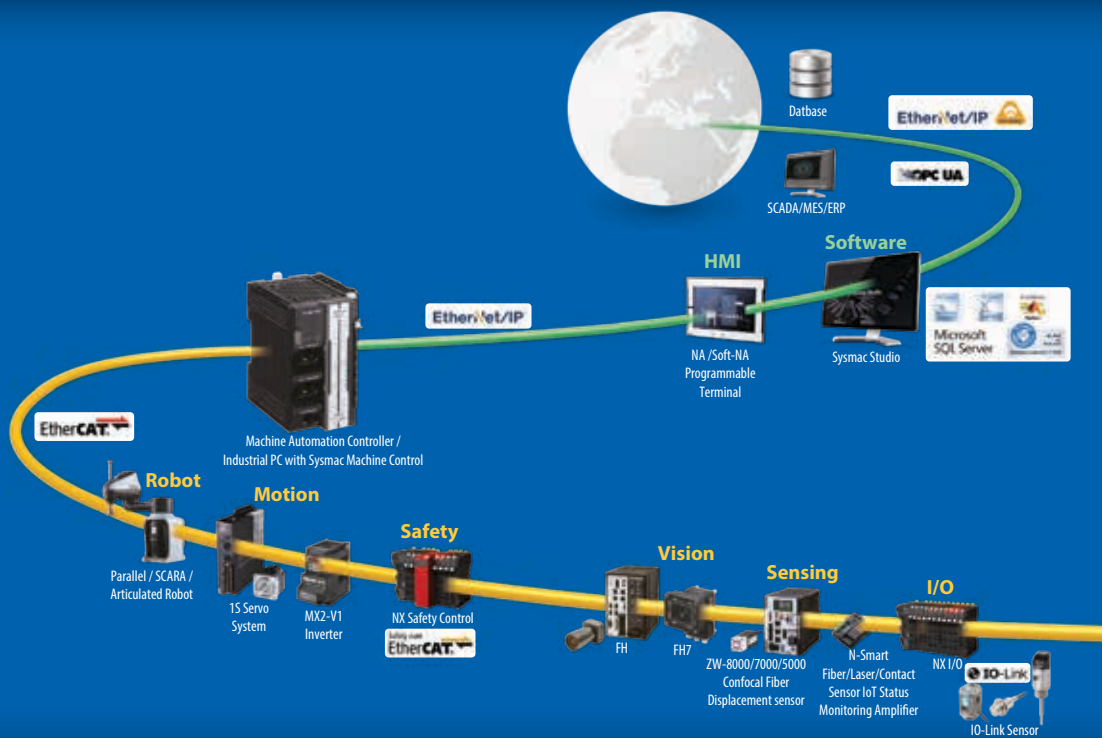 Datbase
EtherNet/IP
OPC UA
SCADA/MES/ERP
Software
HMI
EtherNet/IP
Microsoft
SQL Server
NA /Soft-NA
Programmable
Terminal
Sysmac Studio
EtherCAT
Machine Automation Controller /
Industrial PC with Sysmac Machine Control
Robot
Motion
Safety
Vision
Sensing
I/O
Parallel / SCARA /
Articulated Robot
1S Servo
System
MX2-V1
Inverter
NX Safety Control
Safety over
EtherCAT
FH
FH7
ZW-8000/7000/5000
Confocal Fiber
Displacement sensor
N-Smart
Fiber/Laser/Contact
Sensor IoT Status
Monitoring Amplifier
NX I/O
IO-Link
IO-Link Sensor